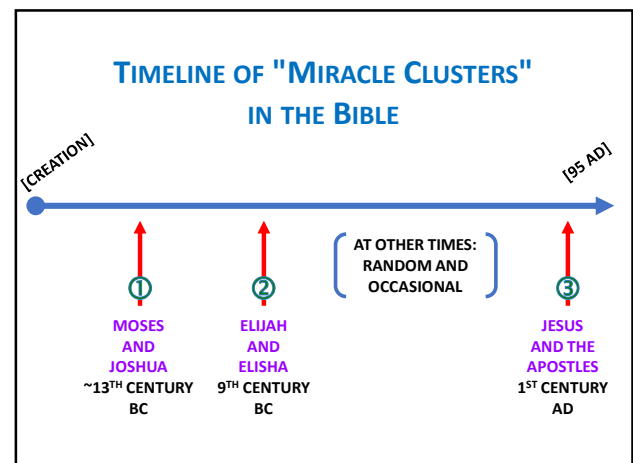 TIMELINE OF "MIRACLE CLUSTERS"
IN THE BIBLE
[CREATION]
[95 AD]
AT OTHER TIMES:
RANDOM AND
OCCASIONAL
1
MOSES
AND
JOSHUA
~13TH CENTURY
BC
2
ELIJAH
AND
ELISHA
9TH CENTURY
BC
3
JESUS
AND THE
APOSTLES
1ST CENTURY
AD